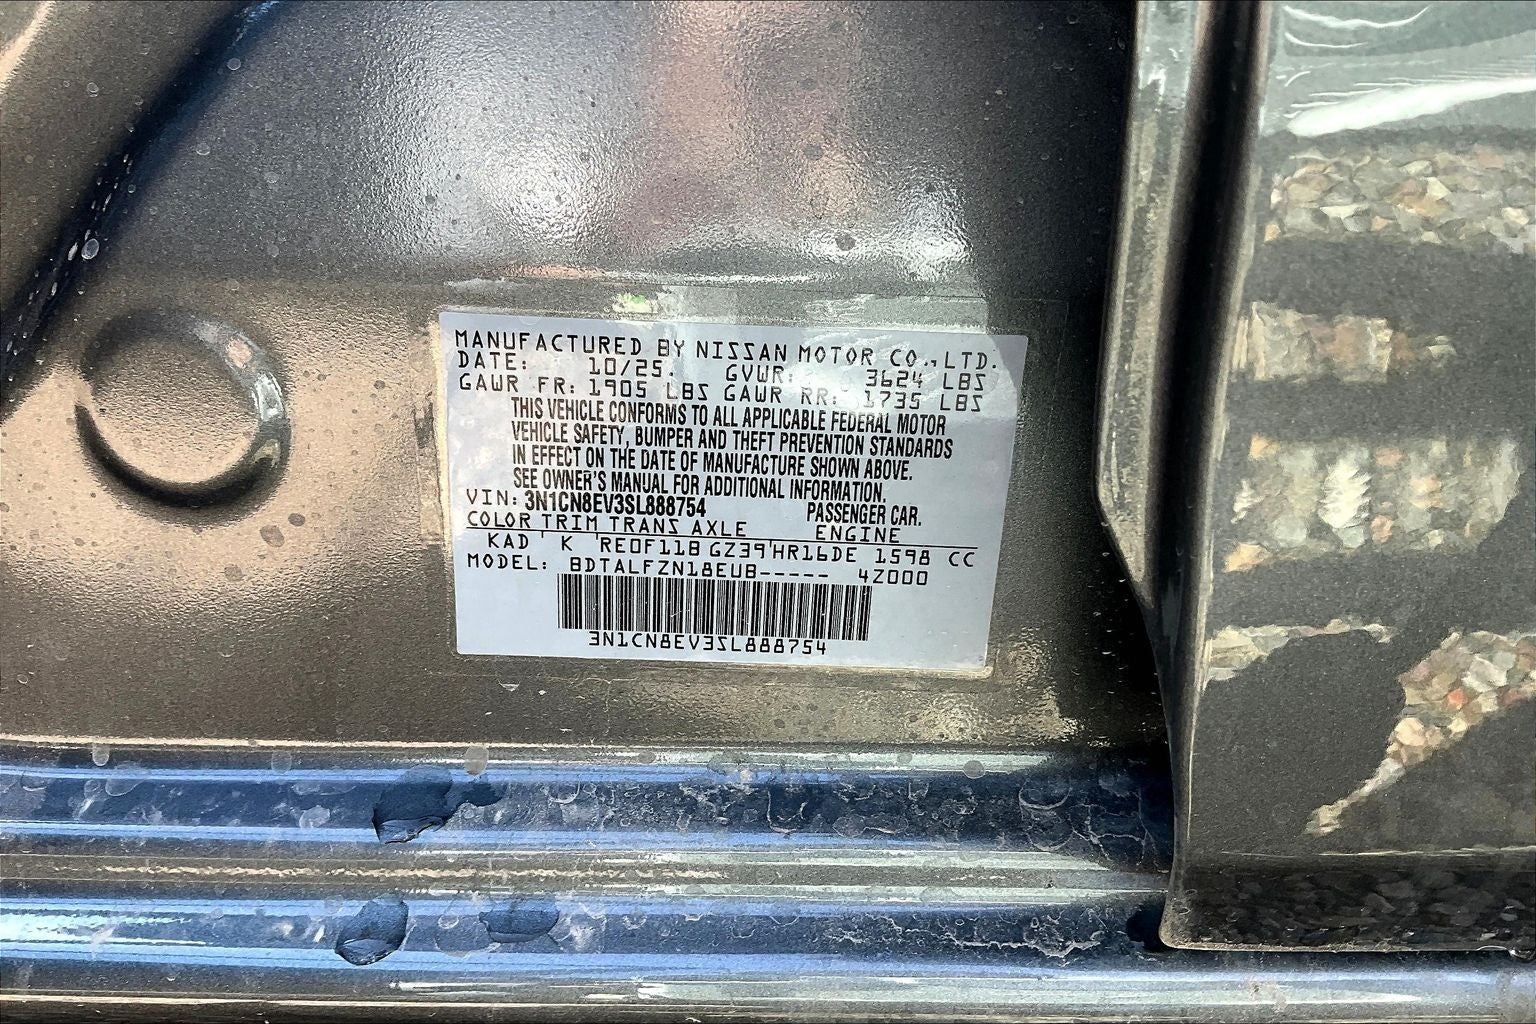 MANUFACTURED BY NISSAN MOTOR CO.,LTD.
DATE: 10/25. GVWR: 3624 LBS
GAWR FR: 1905 LBS GAWR RR: 1735 LBS
THIS VEHICLE CONFORMS TO ALL APPLICABLE FEDERAL MOTOR
VEHICLE SAFETY, BUMPER AND THEFT PREVENTION STANDARDS
IN EFFECT ON THE DATE OF MANUFACTURE SHOWN ABOVE.
SEE OWNER'S MANUAL FOR ADDITIONAL INFORMATION.
VIN: 3N1CN8EV3SL888754 PASSENGER CAR.
COLOR TRIM TRANS AXLE ENGINE
KAD K RE0F11B GZ39 HR16DE 1598 CC
MODEL: BDTALFZN18EUB----- 4Z000
3N1CN8EV3SL888754